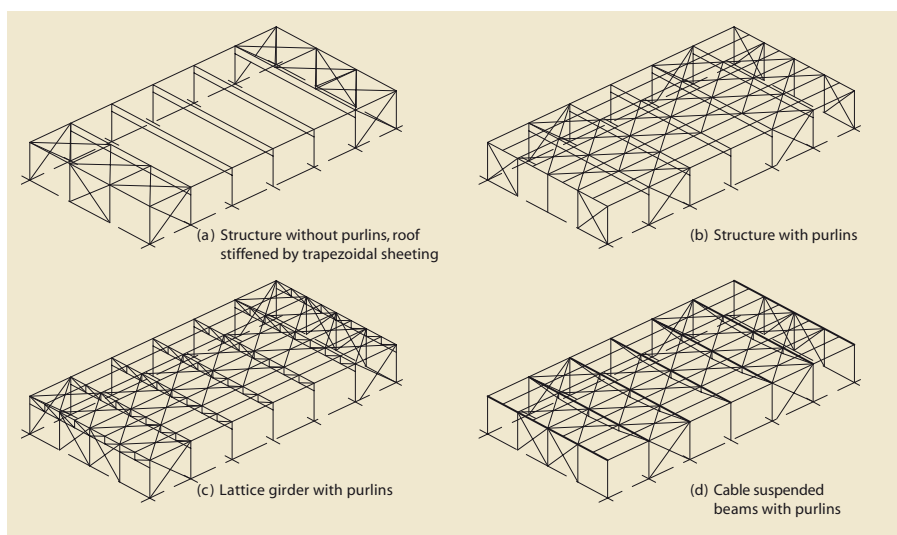 (a) Structure without purlins, roof
stiffened by trapezoidal sheeting
(b) Structure with purlins
(c) Lattice girder with purlins
(d) Cable suspended
beams with purlins